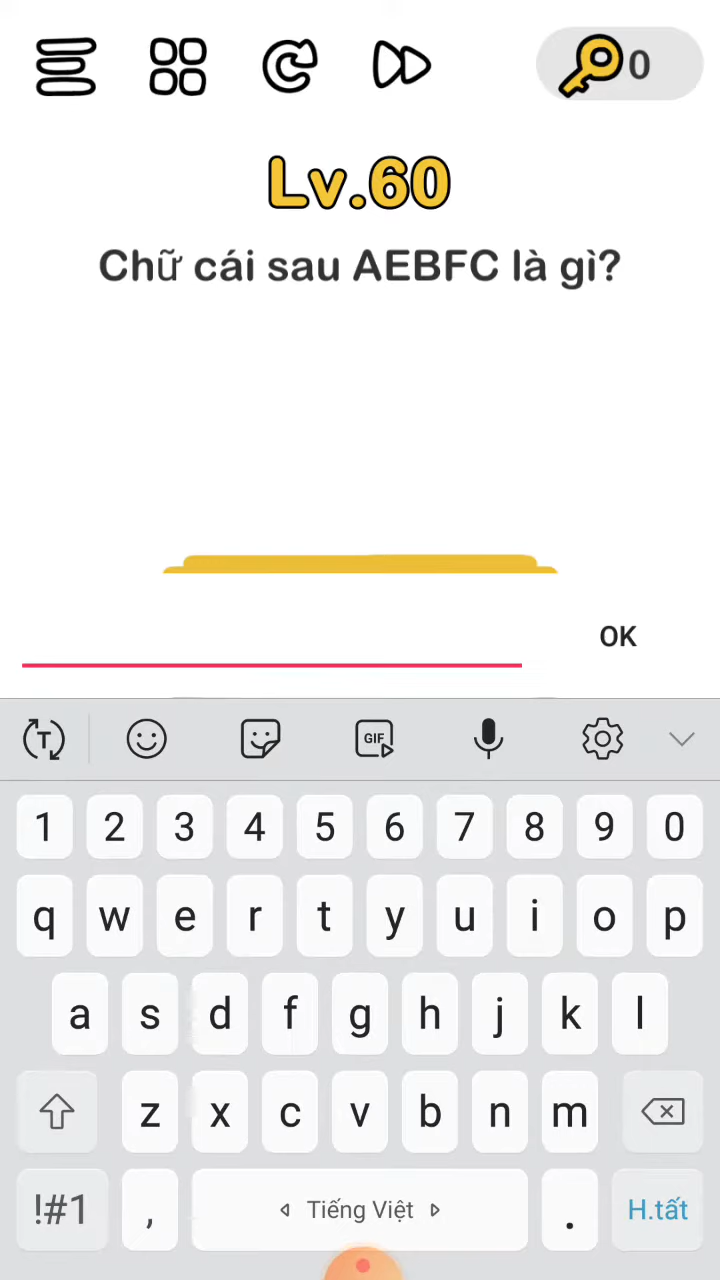 0
Lv.60
Chữ cái sau AEBFC là gì?
OK
T GIF
1 2 3 4 5 6 7 8 9 0
q w e r t y u i o p
a s d f g h j k l
z x c v b n m
!#1 , Tiếng Việt . H.tất